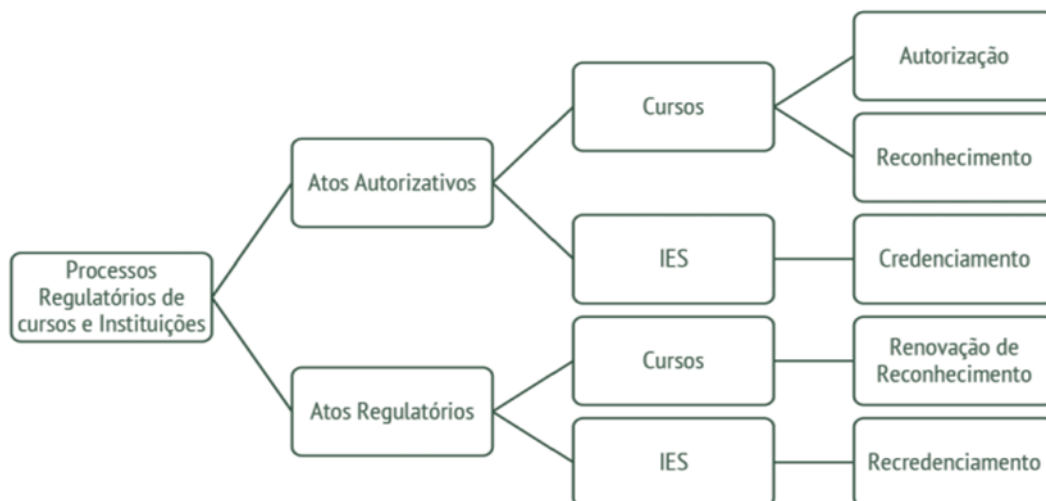 Processos
Regulatórios de
cursos e Instituições
Atos Autorizativos
Cursos
Autorização
Reconhecimento
IES
Credenciamento
Atos Regulatórios
Cursos
Renovação de
Reconhecimento
IES
Recredenciamento